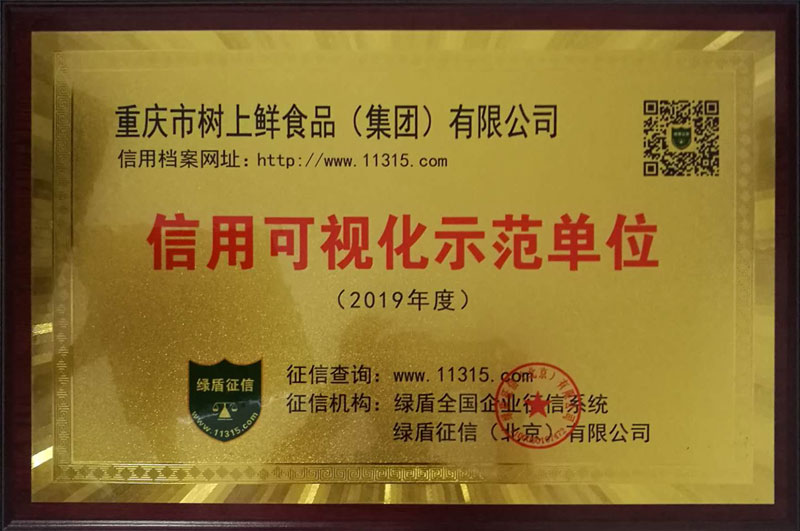 重庆市树上鲜食品（集团）有限公司
信用档案网址：http://www.11315.com
信用可视化示范单位
（2019年度）
绿盾征信
www.11315.com
征信查询：www.11315.com
征信机构：绿盾全国企业征信系统
绿盾征信（北京）有限公司